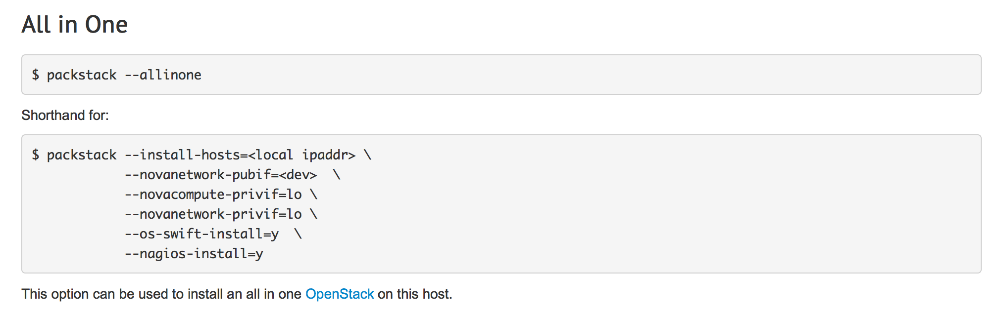 All in One
$ packstack --allinone
Shorthand for:
$ packstack --install-hosts=<local ipaddr> \
--novanetwork-pubif=<dev>  \
--novacompute-privif=lo \
--novanetwork-privif=lo \
--os-swift-install=y  \
--nagios-install=y
This option can be used to install an all in one OpenStack on this host.